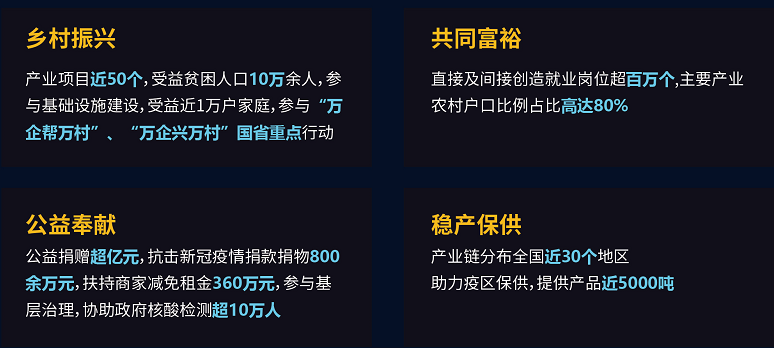 乡村振兴
产业项目近50个，受益贫困人口10万余人，参
与基础设施建设，受益近1万户家庭，参与“万
企帮万村”、“万企兴万村”国省重点行动
共同富裕
直接及间接创造就业岗位超百万个,主要产业
农村户口比例占比高达80%
公益奉献
公益捐赠超亿元，抗击新冠疫情捐款捐物800
余万元，扶持商家减免租金360万元，参与基
层治理，协助政府核酸检测超10万人
稳产保供
产业链分布全国近30个地区
助力疫区保供，提供产品近5000吨